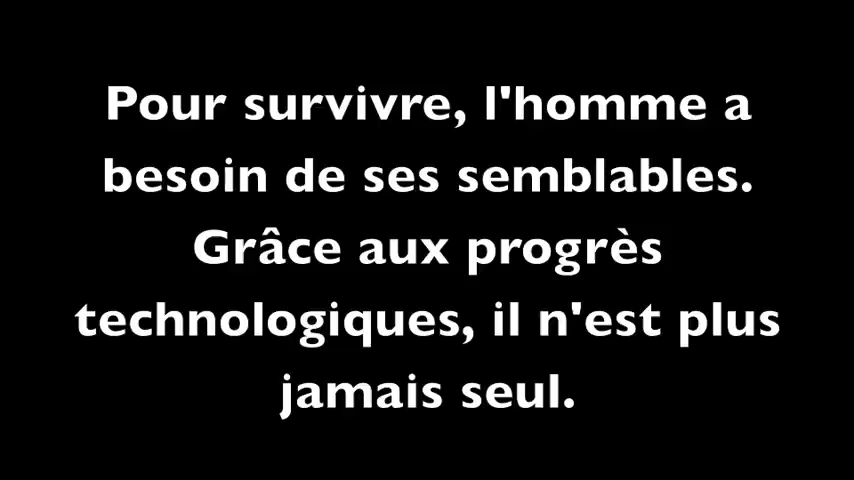 Pour survivre, l'homme a
besoin de ses semblables.
Grâce aux progrès
technologiques, il n'est plus
jamais seul.